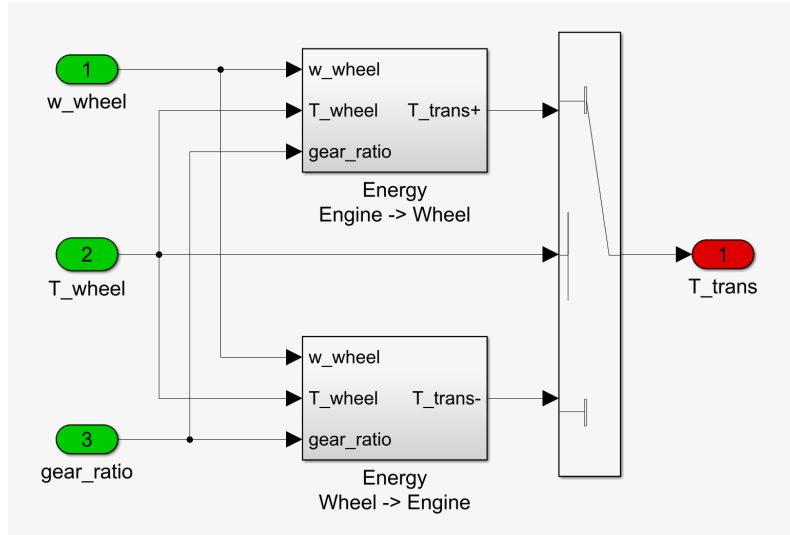 1
w_wheel
w_wheel
T_wheel T_trans+
gear_ratio
Energy
Engine -> Wheel
2
T_wheel
1
T_trans
w_wheel
T_wheel T_trans-
gear_ratio
3
gear_ratio
Energy
Wheel -> Engine